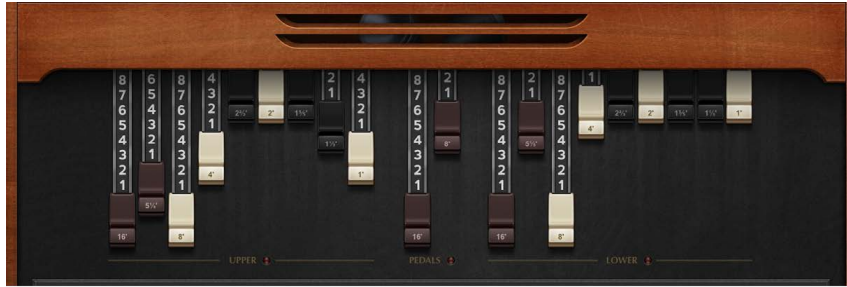 8 6 8 4 2 4 8 2 8 2 8 1
7 5 7 3 1 3 7 1 7 1 7
6 4 6 2 2 6 6 6
2⅔' 2' 1⅗' 2⅔' 2' 1⅗' 1⅓' 1'
5 3 5 1 1 5 5 5
4'
4 2 4 4 4 4
1⅓' 8' 5⅓'
3 1 3 3 3 3
2 2 2 2 2
4' 1'
1 1 1 1 1
5⅓'
16' 8' 16' 16' 8'
UPPER PEDALS LOWER